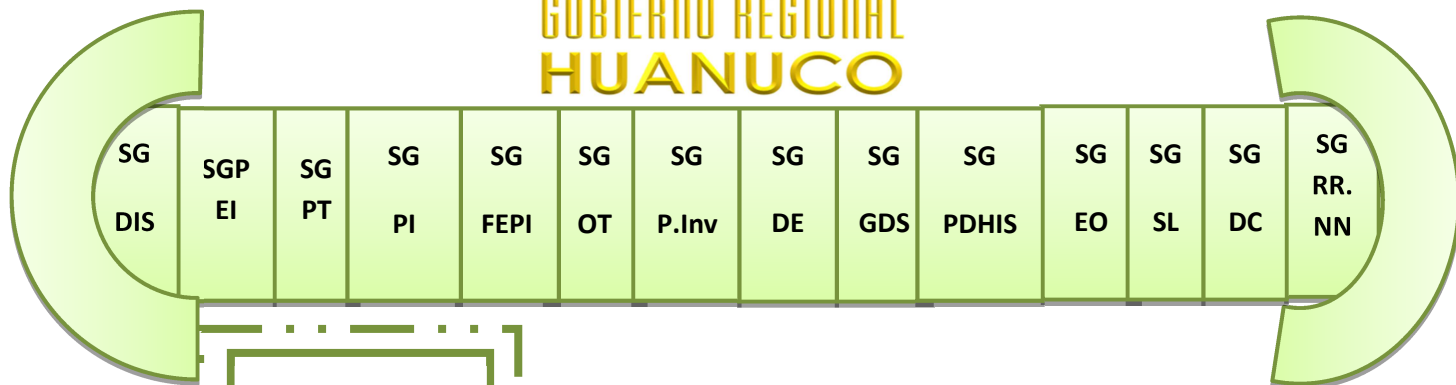 GOBIERNO REGIONAL
HUANUCO
SG
DIS
SGP
EI
SG
PT
SG
PI
SG
FEPI
SG
OT
SG
P.Inv
SG
DE
SG
GDS
SG
PDHIS
SG
EO
SG
SL
SG
DC
SG
RR.
NN